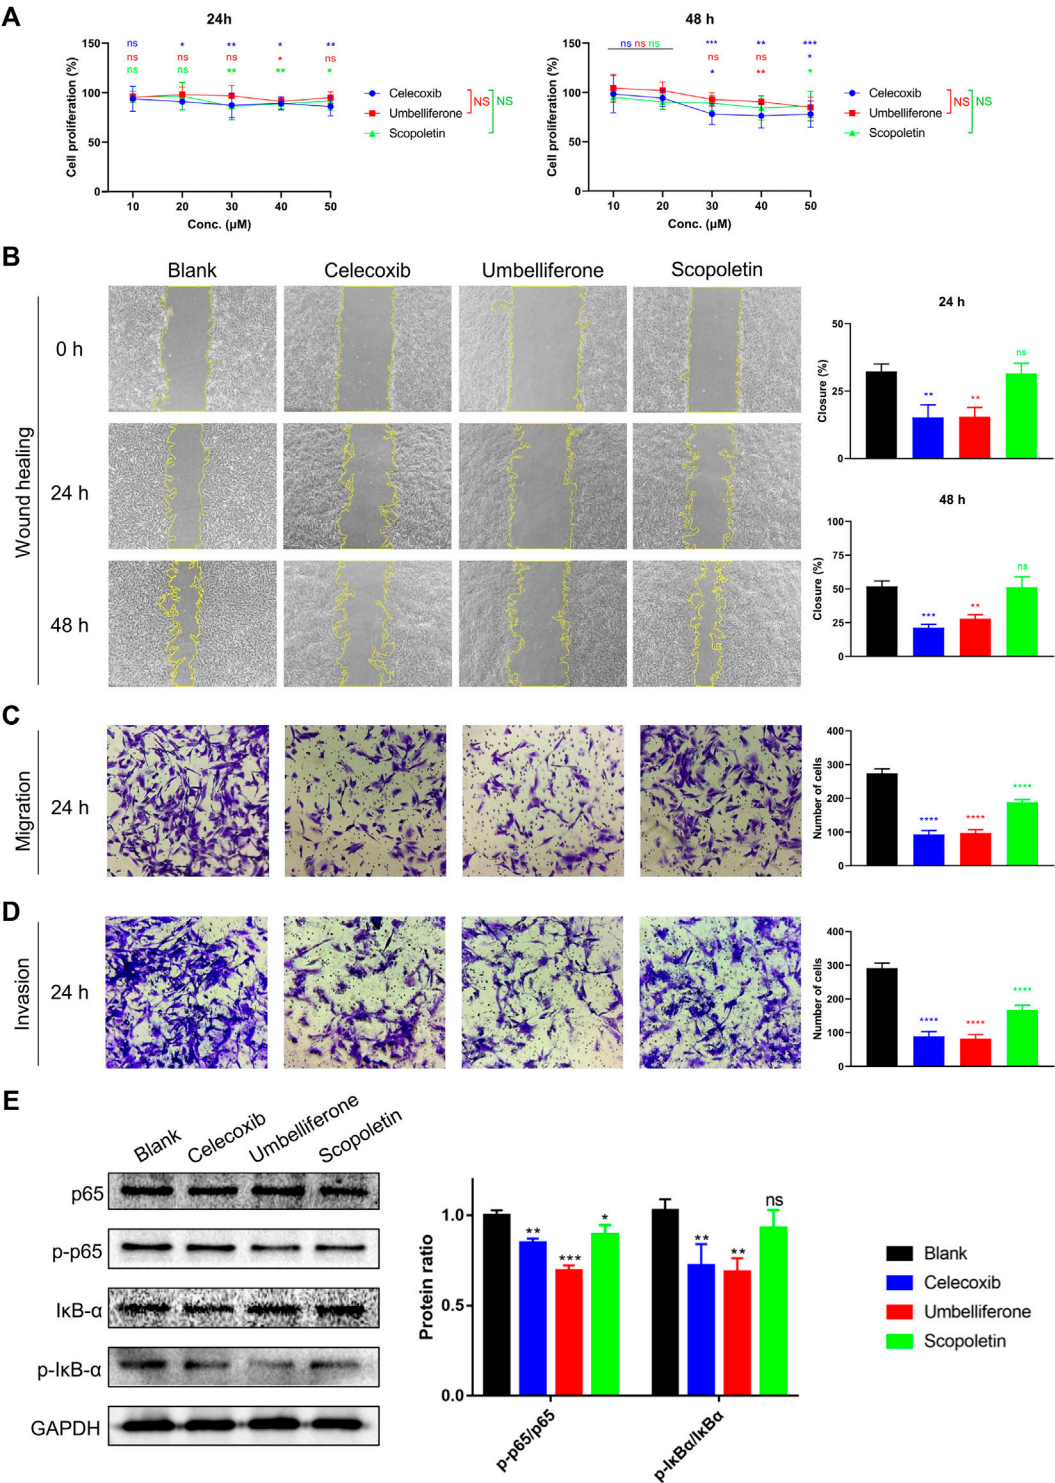 A
24h
48 h
ns * ** * **
ns ns ns * ns
ns ns ** ** *
150
100
50
0
Cell proliferation (%)
10 20 30 40 50
Conc. (µM)
Celecoxib
Umbelliferone
Scopoletin
NS NS
ns ns ns *** ** ***
ns ns *
* ** *
150
100
50
0
Cell proliferation (%)
10 20 30 40 50
Conc. (µM)
Celecoxib
Umbelliferone
Scopoletin
NS NS
B
Blank Celecoxib Umbelliferone Scopoletin
Wound healing
0 h
24 h
48 h
24 h
50
25
0
Closure (%)
** ** ns
48 h
100
75
50
25
0
Closure (%)
*** ** ns
C
Migration
24 h
400
300
200
100
0
Number of cells
**** **** ****
D
Invasion
24 h
400
300
200
100
0
Number of cells
**** **** ****
E
Blank Celecoxib Umbelliferone Scopoletin
p65
p-p65
IκB-α
p-IκB-α
GAPDH
Protein ratio
1.0
0.5
0.0
** *** * ** ** ns
p-p65/p65
p-IκBα/IκBα
Blank
Celecoxib
Umbelliferone
Scopoletin